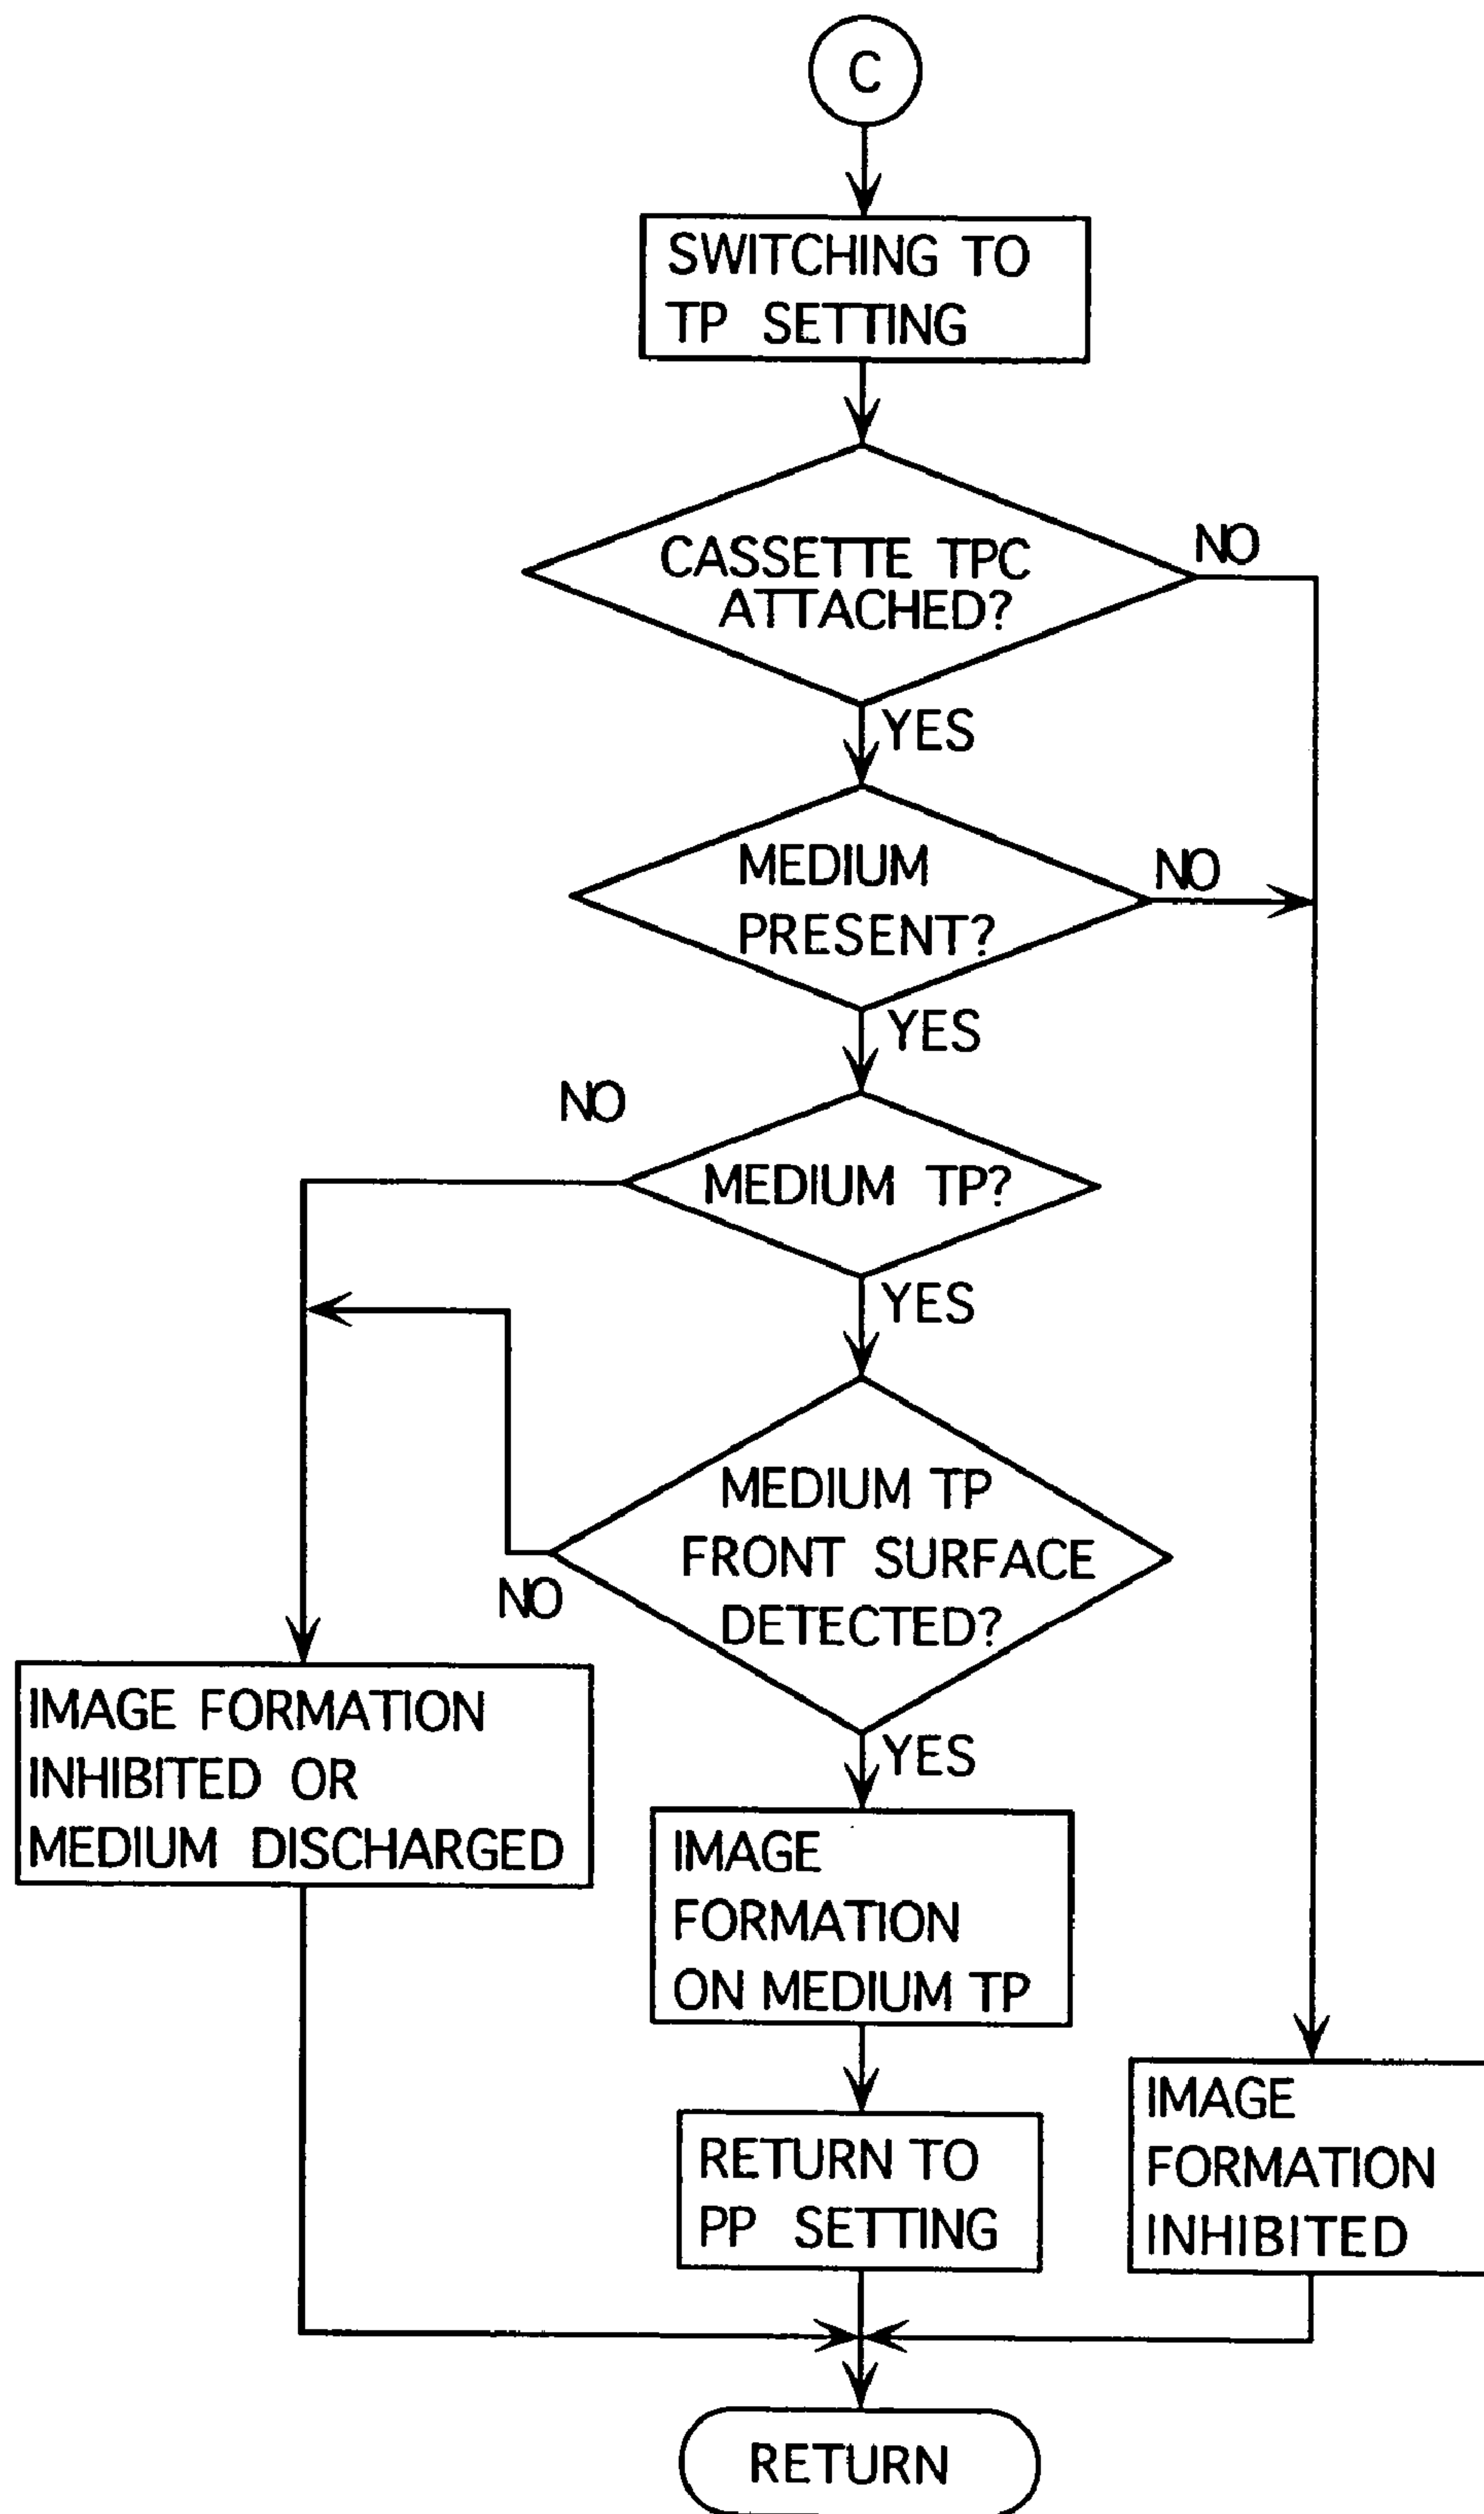 C
SWITCHING TO
TP SETTING
CASSETTE TPC
ATTACHED?
NO
YES
MEDIUM
PRESENT?
NO
YES
NO
MEDIUM TP?
YES
MEDIUM TP
FRONT SURFACE
DETECTED?
NO
YES
IMAGE FORMATION
INHIBITED OR
MEDIUM DISCHARGED
IMAGE
FORMATION
ON MEDIUM TP
RETURN TO
PP SETTING
IMAGE
FORMATION
INHIBITED
RETURN